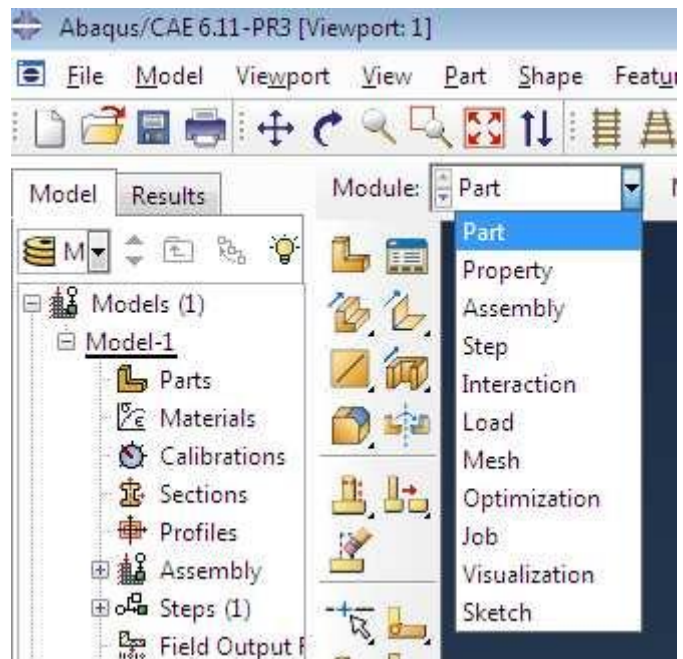 Abaqus/CAE 6.11-PR3 [Viewport: 1]
File Model Viewport View Part Shape
Model Results
Module: Part
M
Models (1)
Model-1
Parts
Materials
Calibrations
Sections
Profiles
Assembly
Steps (1)
Field Output
Part
Property
Assembly
Step
Interaction
Load
Mesh
Optimization
Job
Visualization
Sketch